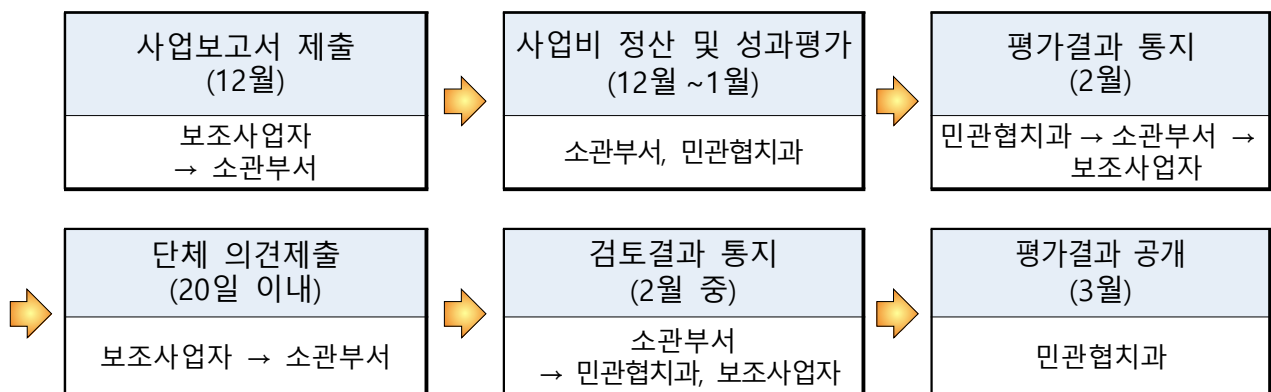 사업보고서 제출
(12월)
보조사업자
→ 소관부서
사업비 정산 및 성과평가
(12월 ~1월)
소관부서, 민관협치과
평가결과 통지
(2월)
민관협치과 → 소관부서 →
보조사업자
단체 의견제출
(20일 이내)
보조사업자 → 소관부서
검토결과 통지
(2월 중)
소관부서
→ 민관협치과, 보조사업자
평가결과 공개
(3월)
민관협치과